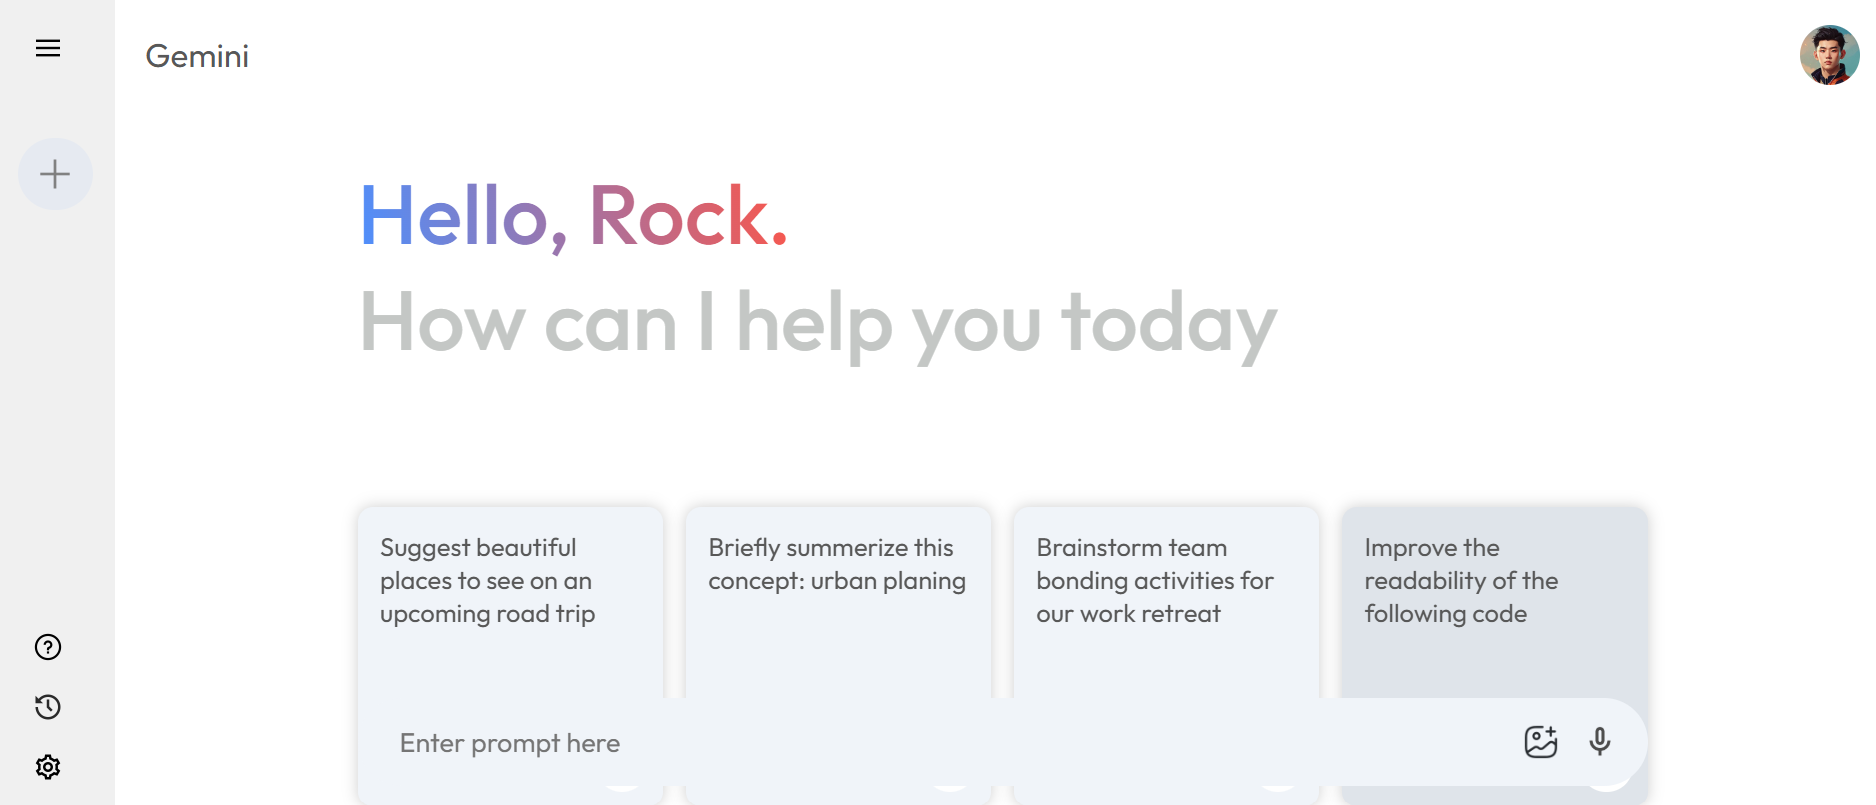 Gemini
Hello, Rock.
How can I help you today
Suggest beautiful
places to see on an
upcoming road trip
Briefly summerize this
concept: urban planing
Brainstorm team
bonding activities for
our work retreat
Improve the
readability of the
following code
Enter prompt here